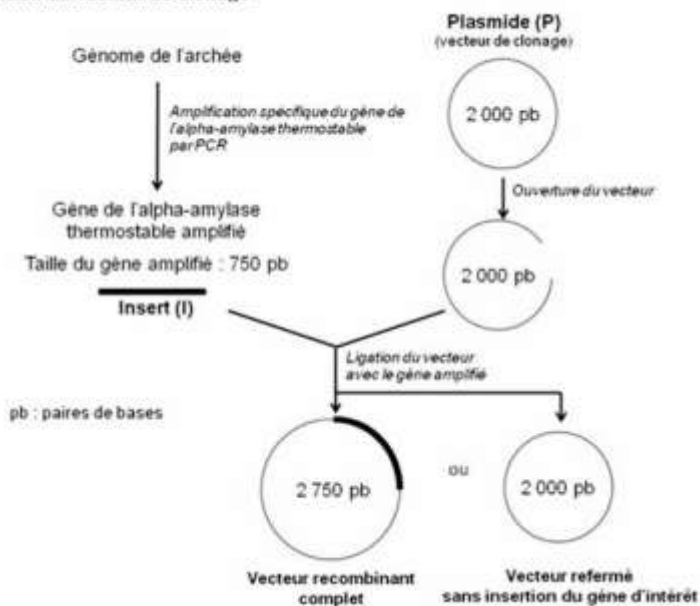 Génome de l'archée
Amplification spécifique du gène de
l'alpha-amylase thermostable
par PCR
Gène de l'alpha-amylase
thermostable amplifié
Taille du gène amplifié : 750 pb
Insert (I)
Plasmide (P)
(vecteur de clonage)
2 000 pb
Ouverture du vecteur
2 000 pb
Ligation du vecteur
avec le gène amplifié
pb : paires de bases
2 750 pb
ou
2 000 pb
Vecteur recombinant
complet
Vecteur refermé
sans insertion du gène d'intérêt